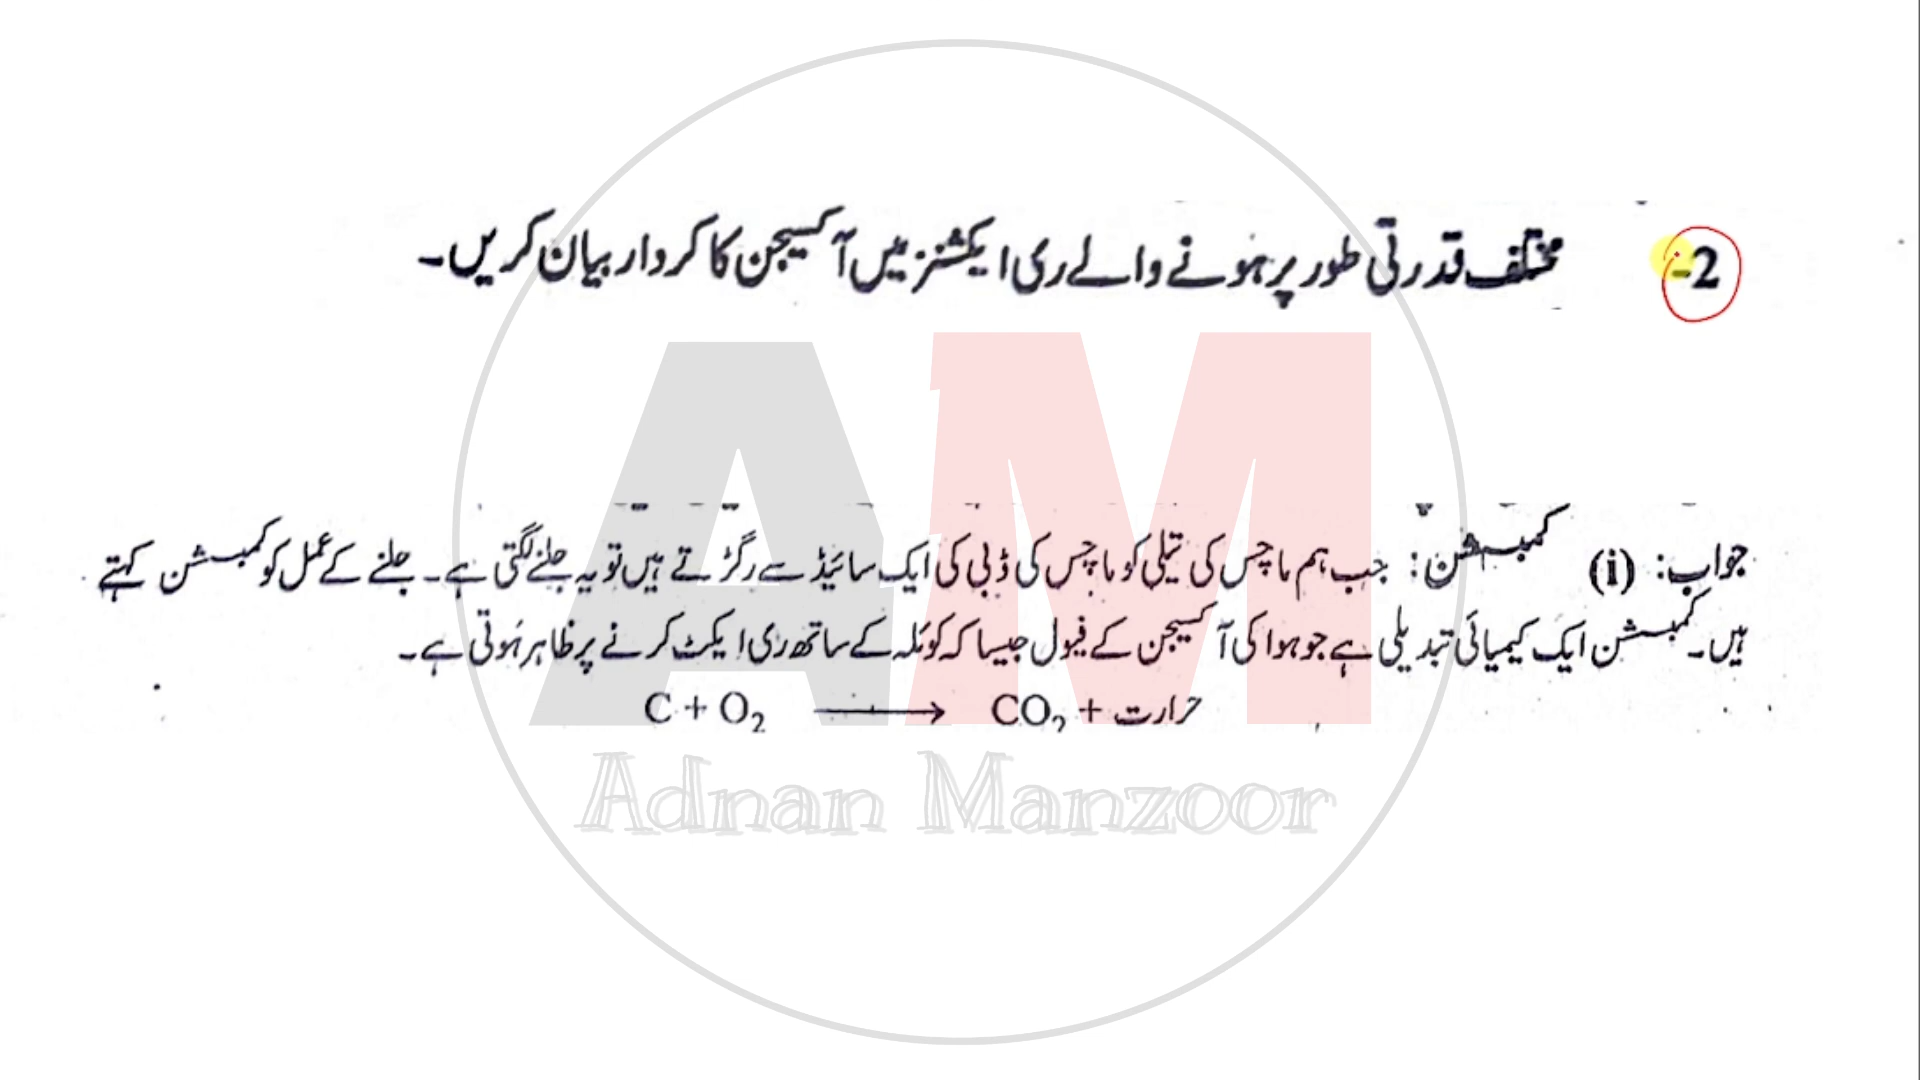 2- مختلف قدرتی طور پر ہونے والے ری ایکشنز میں آکسیجن کا کردار بیان کریں۔
جواب: (i) کمبسشن: جب ہم ماچس کی تیلی کو ماچس کی ڈبی کی ایک سائیڈ سے رگڑتے ہیں تو یہ جلنے لگتی ہے۔ جلنے کے عمل کو کمبسشن کہتے
ہیں۔ کمبسشن ایک کیمیائی تبدیلی ہے جو ہوا کی آکسیجن کے فیول جیسا کہ کوئلہ کے ساتھ ری ایکٹ کرنے پر ظاہر ہوتی ہے۔
C + O₂ ⟶ CO₂ + حرارت
AM
Adnan Manzoor